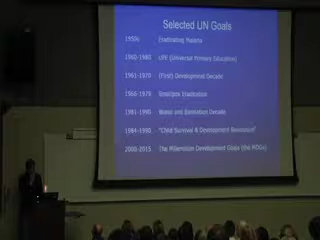 Selected UN Goals
1950s Eradicating Malaria
1960-1980 UPE (Universal Primary Education)
1961-1970 (First) Development Decade
1966-1979 Smallpox Eradication
1981-1990 Water and Sanitation Decade
1984-1990 "Child Survival & Development Revolution"
2000-2015 The Millennium Development Goals (the MDGs)